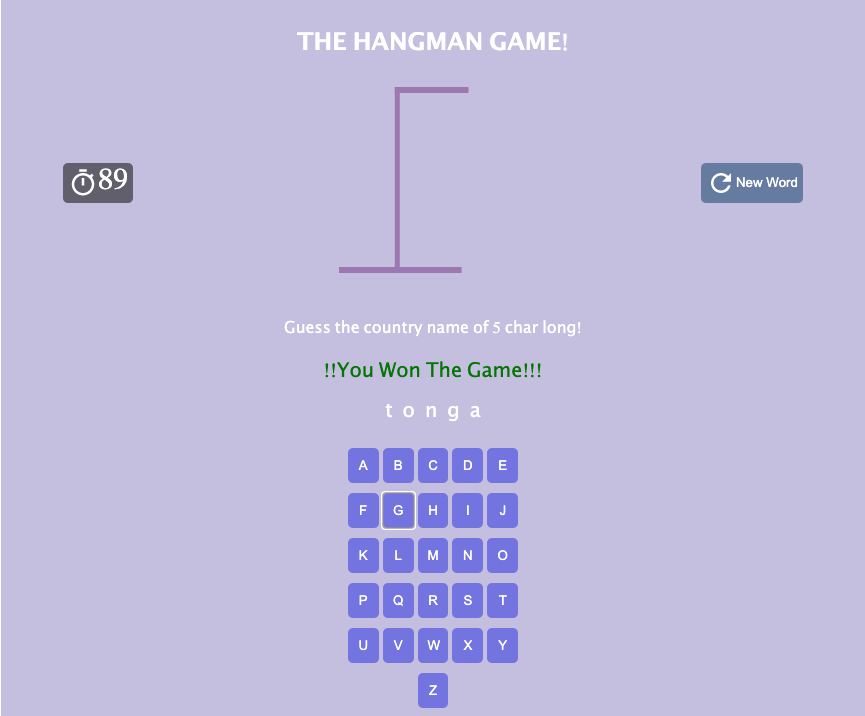 THE HANGMAN GAME!
89
New Word
Guess the country name of 5 char long!
!!You Won The Game!!!
t o n g a
A B C D E
F G H I J
K L M N O
P Q R S T
U V W X Y
Z